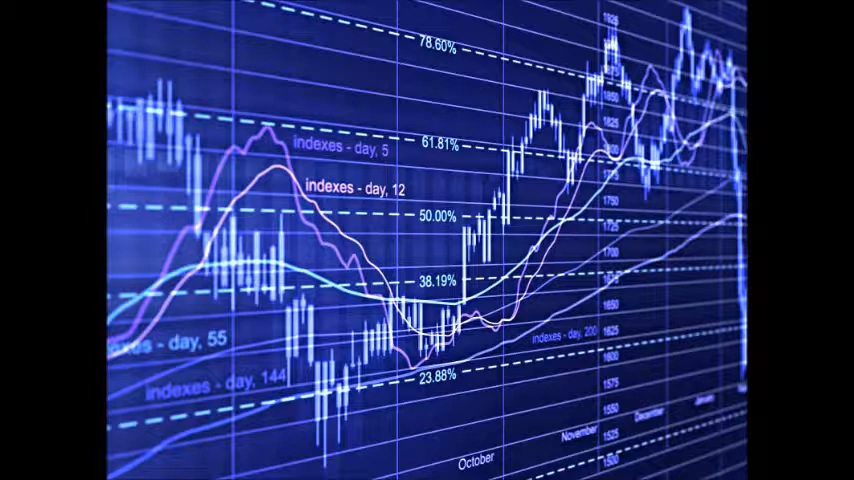 78.60%
indexes - day, 5
61.81%
indexes - day, 12
50.00%
38.19%
indexes - day, 55
indexes - day, 144
23.88%
indexes - day, 200
October
November
December
January
1925
1850
1825
1800
1775
1750
1725
1700
1675
1650
1625
1600
1575
1550
1525
1500